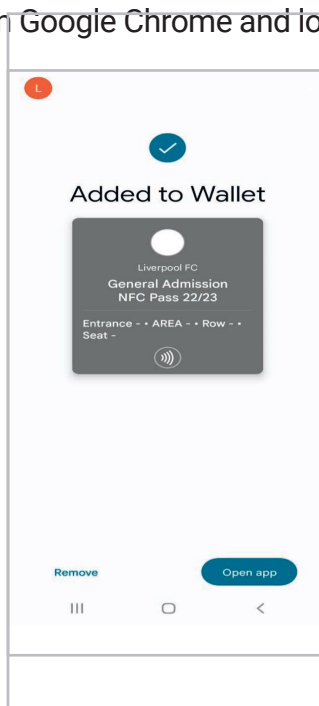 Google Chrome and lo
L
Added to Wallet
Liverpool FC
General Admission
NFC Pass 22/23
Entrance - • AREA - • Row - •
Seat -
Remove
Open app